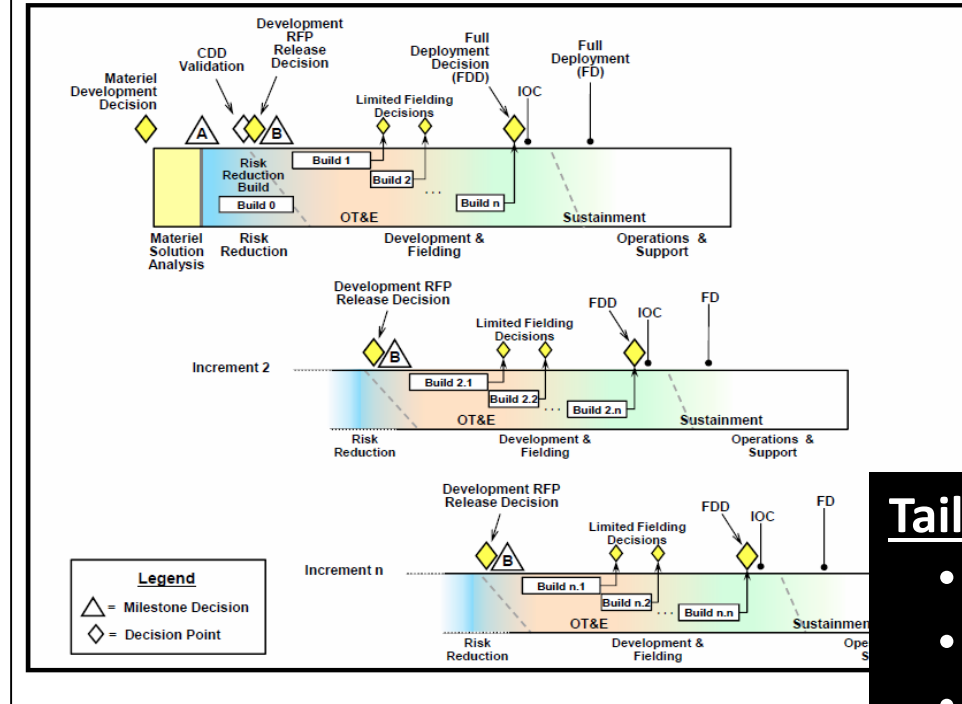 Development
RFP
Release
Decision
CDD
Validation
Materiel
Development
Decision
Full
Deployment
Decision
(FDD)
Full
Deployment
(FD)
IOC
Limited Fielding
Decisions
A
B
Risk
Reduction
Build
Build 0
Build 1
Build 2
...
Build n
OT&E
Sustainment
Materiel
Solution
Analysis
Risk
Reduction
Development &
Fielding
Operations &
Support
Development RFP
Release Decision
FDD
IOC
FD
Limited Fielding
Decisions
Increment 2
B
Build 2.1
Build 2.2
...
Build 2.n
OT&E
Sustainment
Risk
Reduction
Development &
Fielding
Operations &
Support
Development RFP
Release Decision
FDD
IOC
FD
Limited Fielding
Decisions
Increment n
B
Build n.1
Build n.2
...
Build n.n
OT&E
Sustainmen
Risk
Reduction
Development &
Fielding
Ope
S
Legend
= Milestone Decision
= Decision Point
Tail
•
•
•